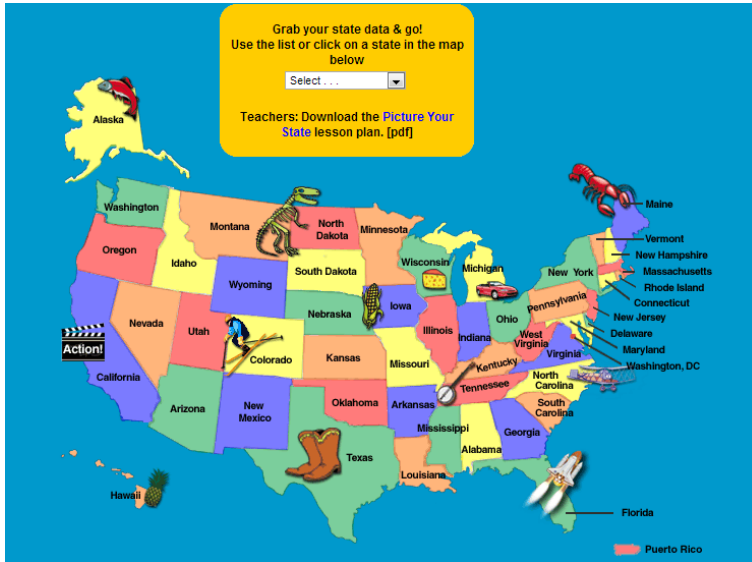 Grab your state data & go!
Use the list or click on a state in the map
below
Select . . .
Teachers: Download the Picture Your
State lesson plan. [pdf]
Alaska
Maine
Washington
Montana
North
Dakota
Minnesota
Vermont
Oregon
Idaho
Wisconsin
Michigan
New York
New Hampshire
South Dakota
Massachusetts
Wyoming
Rhode Island
Connecticut
Iowa
Pennsylvania
New Jersey
Nevada
Nebraska
Ohio
Utah
Illinois
Indiana
West
Virginia
Delaware
Action!
Colorado
Kansas
Missouri
Kentucky
Virginia
Maryland
Washington, DC
California
Tennessee
North
Carolina
Arizona
New
Mexico
Oklahoma
Arkansas
South
Carolina
Mississippi
Georgia
Alabama
Texas
Louisiana
Hawaii
Florida
Puerto Rico